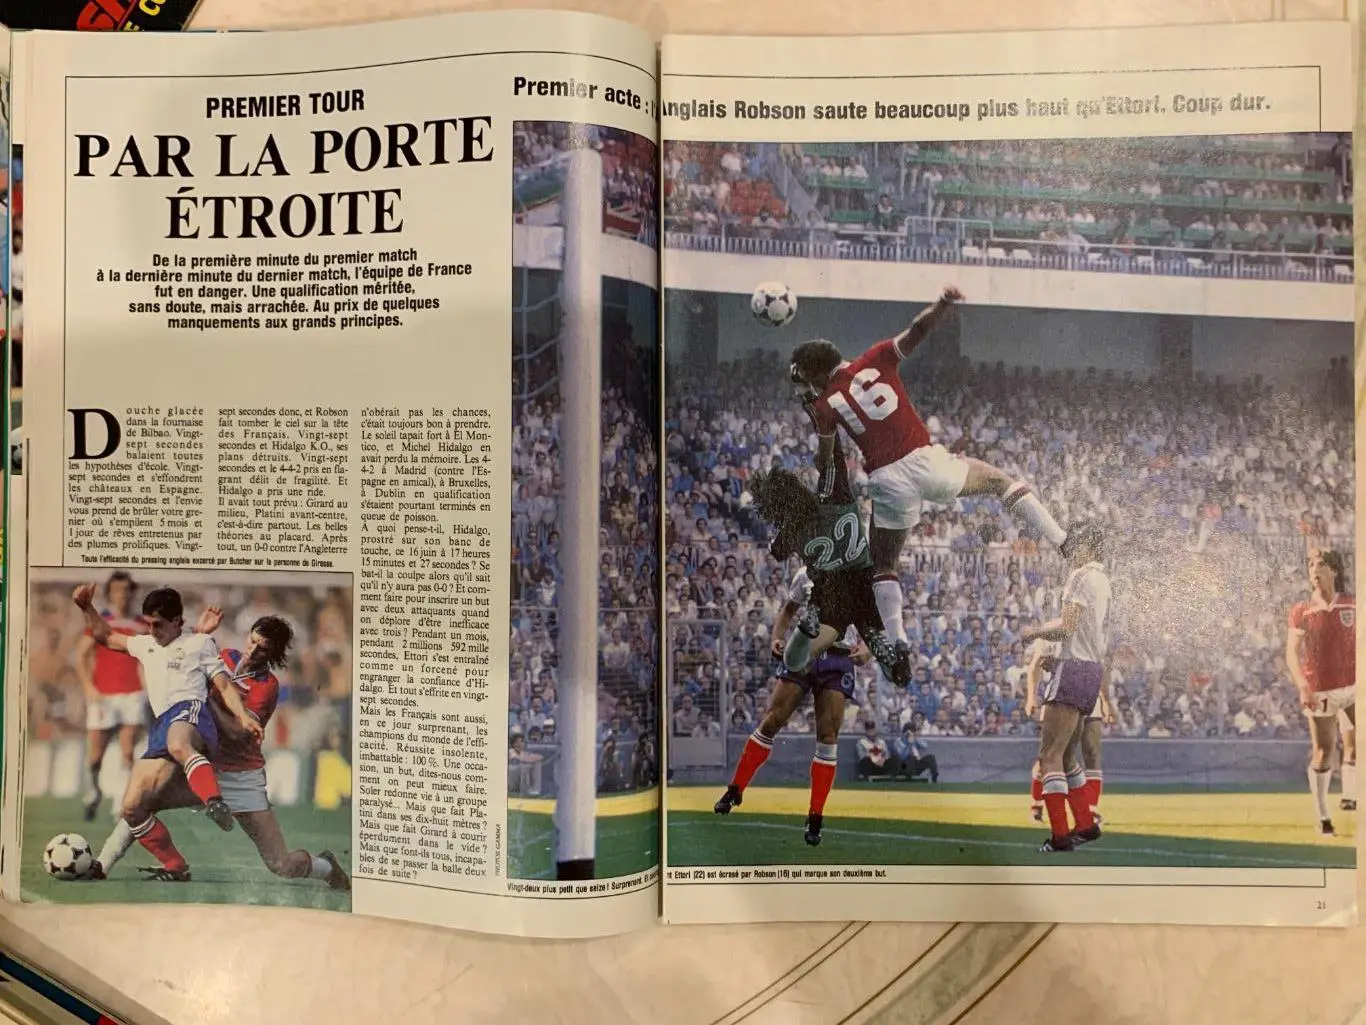 PREMIER TOUR
PAR LA PORTE
ÉTROITE
De la première minute du premier match
à la dernière minute du dernier match, l'équipe de France
fut en danger. Une qualification méritée,
sans doute, mais arrachée. Au prix de quelques
manquements aux grands principes.
Douche glacée
dans la fournaise
de Bilbao. Vingt-
sept secondes
balaient toutes
les hypothèses d'école. Vingt-
sept secondes et s'effondrent
les châteaux en Espagne.
Vingt-sept secondes et l'envie
vous prend de brûler votre gre-
nier où s'empilent 5 mois et
1 jour de rêves entretenus par
des plumes prolifiques. Vingt-
sept secondes donc, et Robson
fait tomber le ciel sur la tête
des Français. Vingt-sept
secondes et Hidalgo K.O., ses
plans détruits. Vingt-sept
secondes et le 4-4-2 pris en fla-
grant délit de fragilité. Et
Hidalgo a pris une ride.
Il avait tout prévu : Girard au
milieu, Platini avant-centre,
c'est-à-dire partout. Les belles
théories au placard. Après
tout, un 0-0 contre l'Angleterre
n'obérait pas les chances,
c'était toujours bon à prendre.
Le soleil tapait fort à El Mon-
tico, et Michel Hidalgo en
avait perdu la mémoire. Les 4-
4-2 à Madrid (contre l'Es-
pagne en amical), à Bruxelles,
à Dublin en qualification
s'étaient pourtant terminés en
queue de poisson.
A quoi pense-t-il, Hidalgo,
prostré sur son banc de
touche, ce 16 juin à 17 heures
15 minutes et 27 secondes ? Se
bat-il la coulpe alors qu'il sait
qu'il n'y aura pas 0-0 ? Et com-
ment faire pour inscrire un but
avec deux attaquants quand
on déplore d'être inefficace
avec trois ? Pendant un mois,
pendant 2 millions 592 mille
secondes, Ettori s'est entraîné
comme un forcené pour
engranger la confiance d'Hi-
dalgo. Et tout s'effrite en vingt-
sept secondes.
Mais les Français sont aussi,
en ce jour surprenant, les
champions du monde de l'effi-
cacité. Réussite insolente,
imbattable : 100 %. Une occa-
sion, un but, dites-nous com-
ment on peut mieux faire.
Soler redonne vie à un groupe
paralysé... Mais que fait Pla-
tini dans ses dix-huit mètres ?
Mais que fait Girard à courir
éperdument dans le vide ?
Mais que font-ils tous, incapa-
bles de se passer la balle deux
fois de suite ?
Toute l'efficacité du pressing anglais exercé par Butcher sur la personne de Giresse.
PHOTOS GAMMA
Premier acte : l'Anglais Robson saute beaucoup plus haut qu'Ettori. Coup dur.
16
22
Vingt-deux plus petit que seize ! Surprenant. Et
nt Ettori (22) est écrasé par Robson (16) qui marque son deuxième but.
21